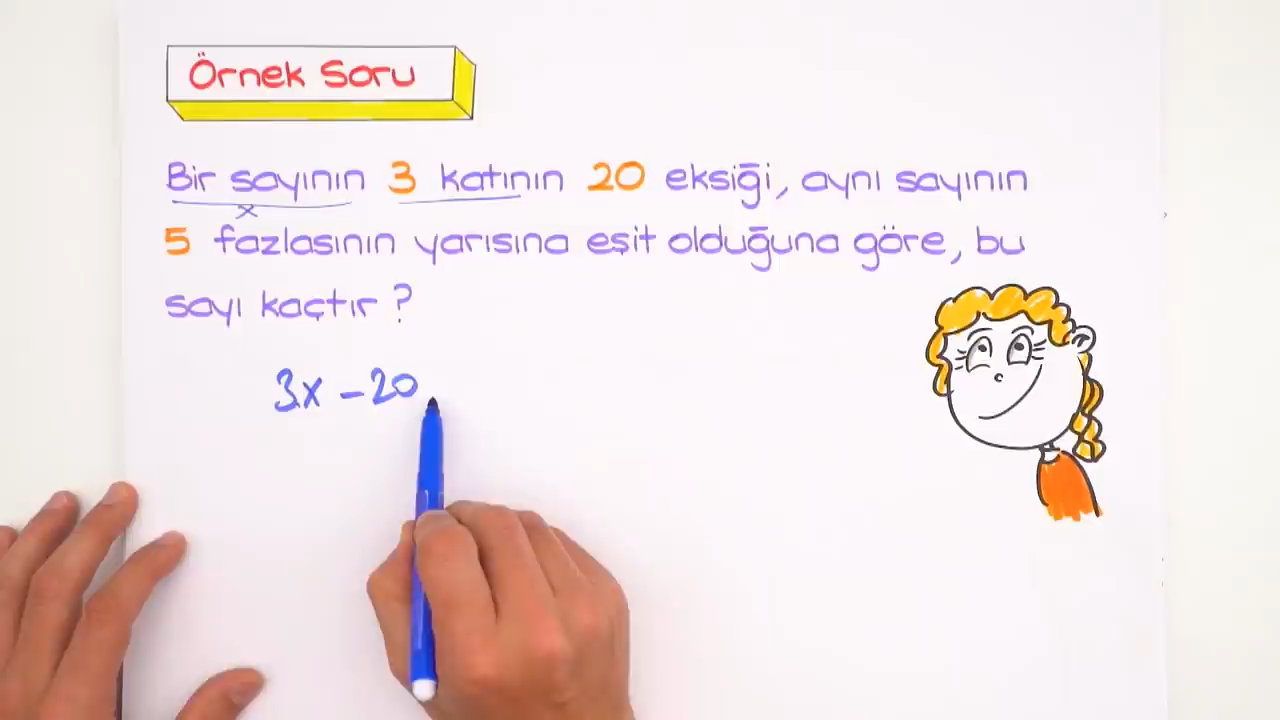 Örnek Soru
Bir sayının 3 katının 20 eksiği, aynı sayının
x
5 fazlasının yarısına eşit olduğuna göre, bu
sayı kaçtır ?
3x - 20